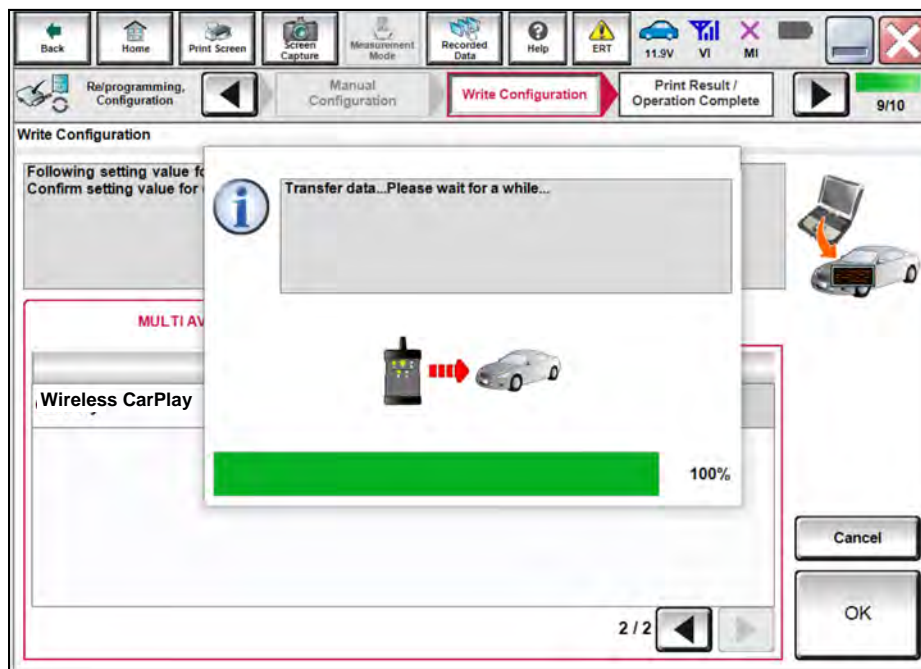 Back
Home
Print Screen
Screen
Capture
Measurement
Mode
Recorded
Data
Help
ERT
11.9V
VI
MI
Re/programming,
Configuration
Manual
Configuration
Write Configuration
Print Result /
Operation Complete
9/10
Write Configuration
Following setting value
Confirm setting value for
Transfer data...Please wait for a while...
MULTI AV
Wireless CarPlay
100%
Cancel
OK
2 / 2